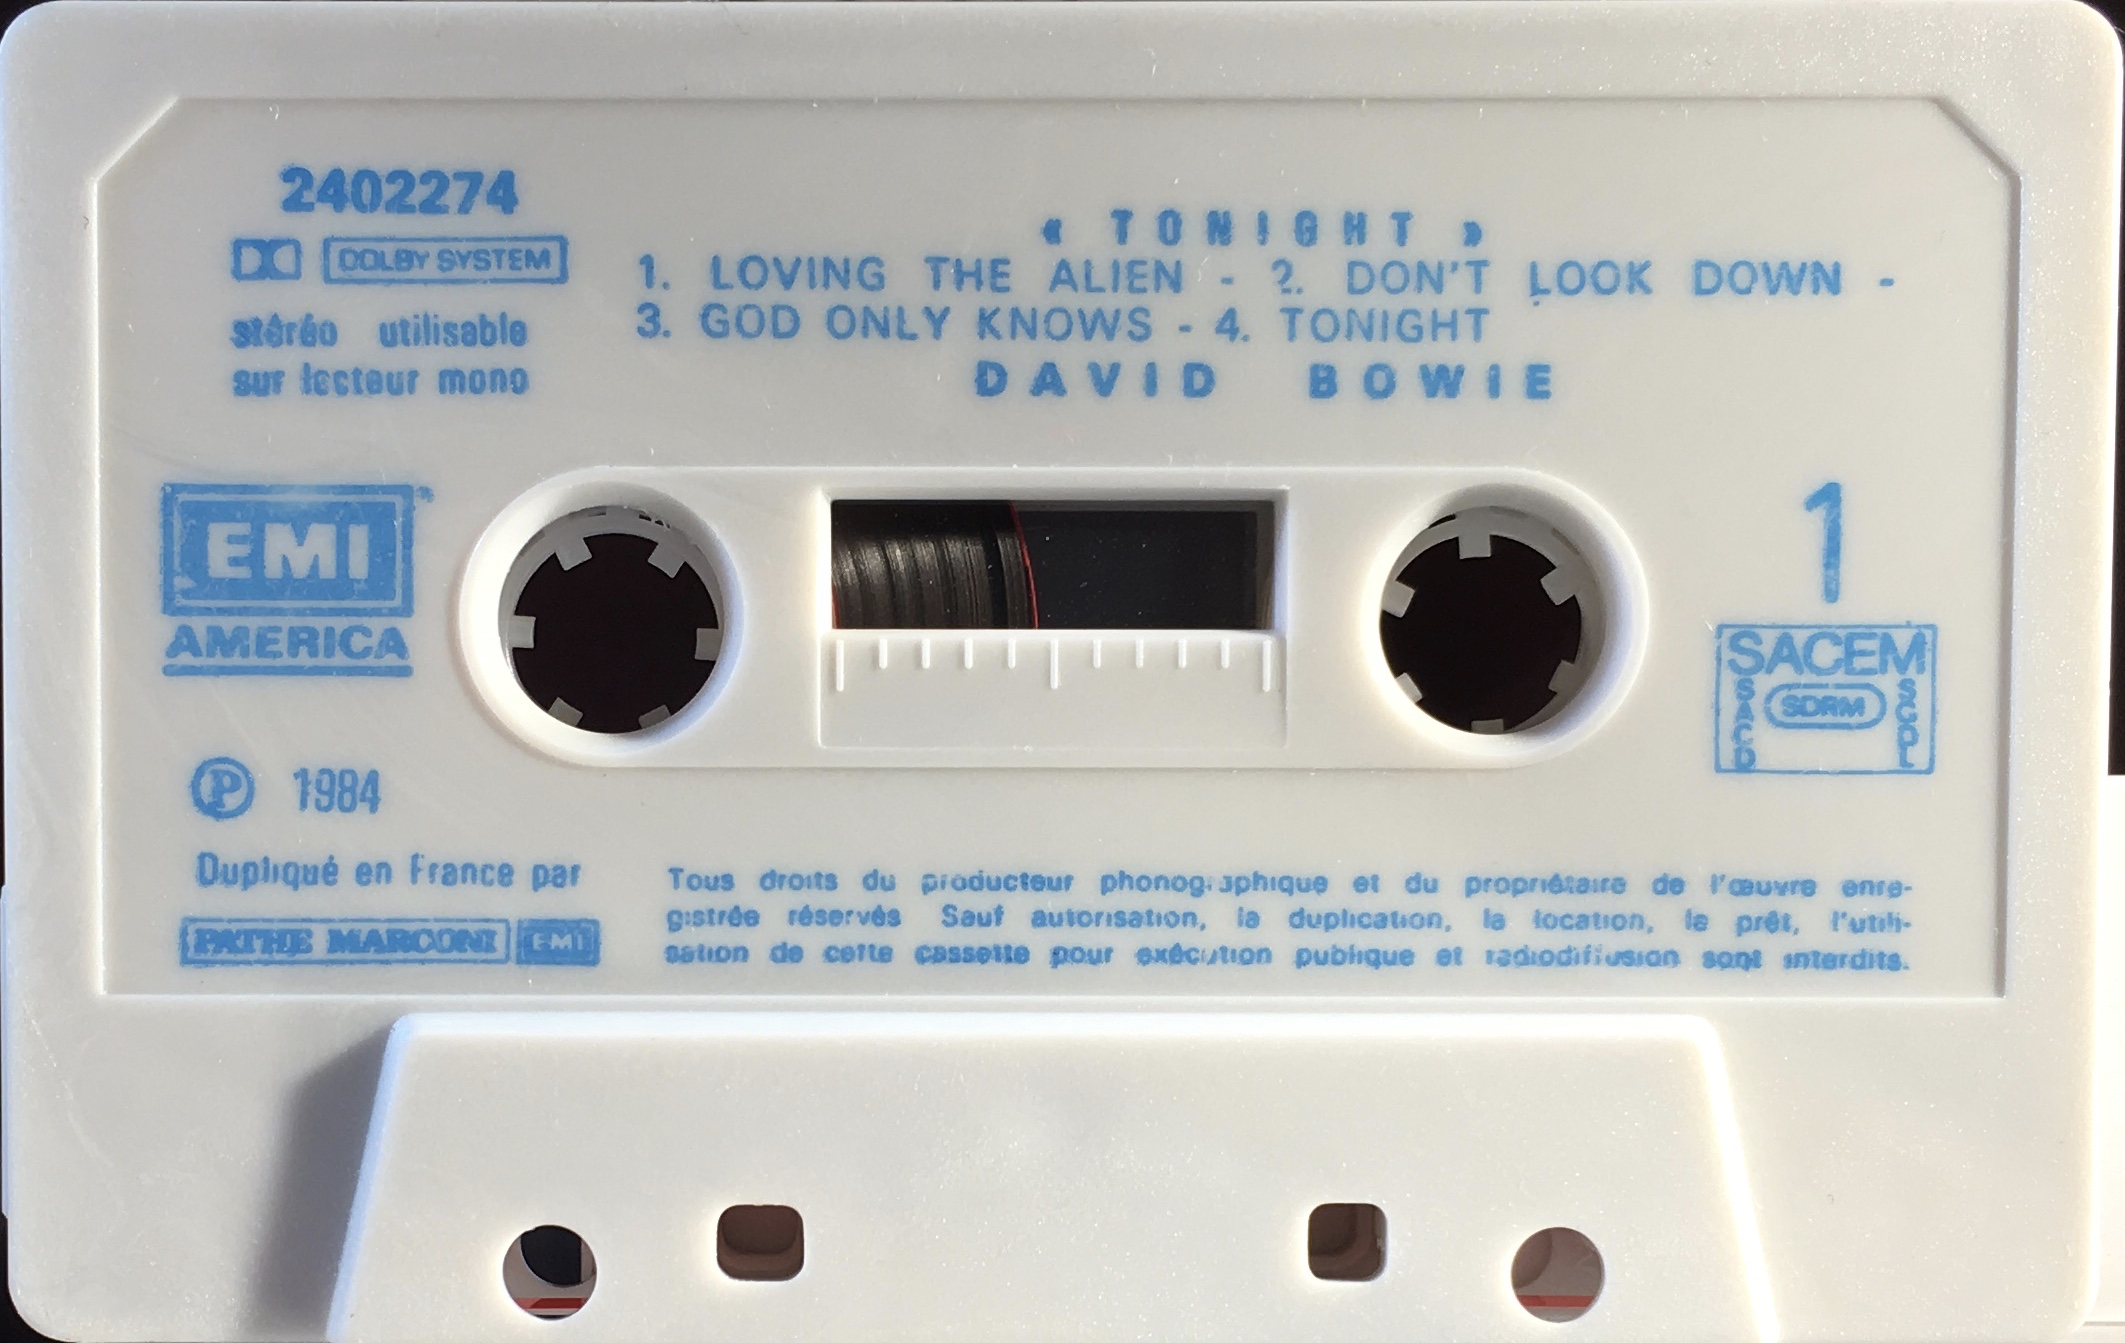 2402274
DOLBY SYSTEM
stéréo utilisable
sur lecteur mono
« TONIGHT »
1. LOVING THE ALIEN - 2. DON'T LOOK DOWN -
3. GOD ONLY KNOWS - 4. TONIGHT
DAVID BOWIE
EMI
AMERICA
1
SACEM
SACD
SDRM
SCDL
Ⓟ 1984
Dupliqué en France par
PATHE MARCONI EMI
Tous droits du producteur phonographique et du propriétaire de l'œuvre enre-
gistrée réservés Sauf autorisation, la duplication, la location, le prêt, l'utili-
sation de cette cassette pour exécution publique et radiodiffusion sont interdits.